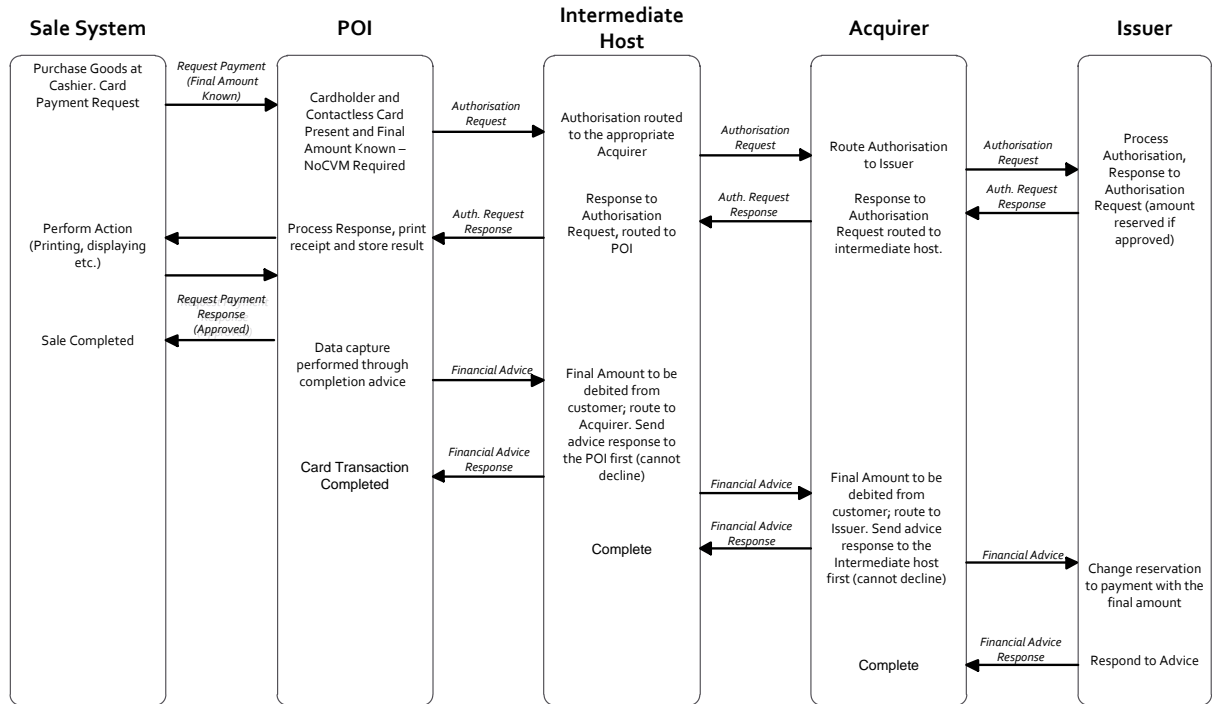 Sale System
POI
Intermediate
Host
Acquirer
Issuer
Purchase Goods at
Cashier. Card
Payment Request
Request Payment
(Final Amount
Known)
Cardholder and
Contactless Card
Present and Final
Amount Known –
NoCVM Required
Authorisation
Request
Authorisation routed
to the appropriate
Acquirer
Authorisation
Request
Route Authorisation
to Issuer
Authorisation
Request
Process
Authorisation,
Response to
Authorisation
Request (amount
reserved if
approved)
Auth. Request
Response
Response to
Authorisation
Request routed to
intermediate host.
Auth. Request
Response
Response to
Authorisation
Request, routed to
POI
Auth. Request
Response
Process Response, print
receipt and store result
Perform Action
(Printing, displaying
etc.)
Request Payment
Response
(Approved)
Sale Completed
Data capture
performed through
completion advice
Financial Advice
Final Amount to be
debited from
customer; route to
Acquirer. Send
advice response to
the POI first (cannot
decline)
Financial Advice
Response
Card Transaction
Completed
Financial Advice
Final Amount to be
debited from
customer; route to
Issuer. Send advice
response to the
Intermediate host
first (cannot decline)
Financial Advice
Response
Complete
Financial Advice
Change reservation
to payment with the
final amount
Financial Advice
Response
Respond to Advice
Complete